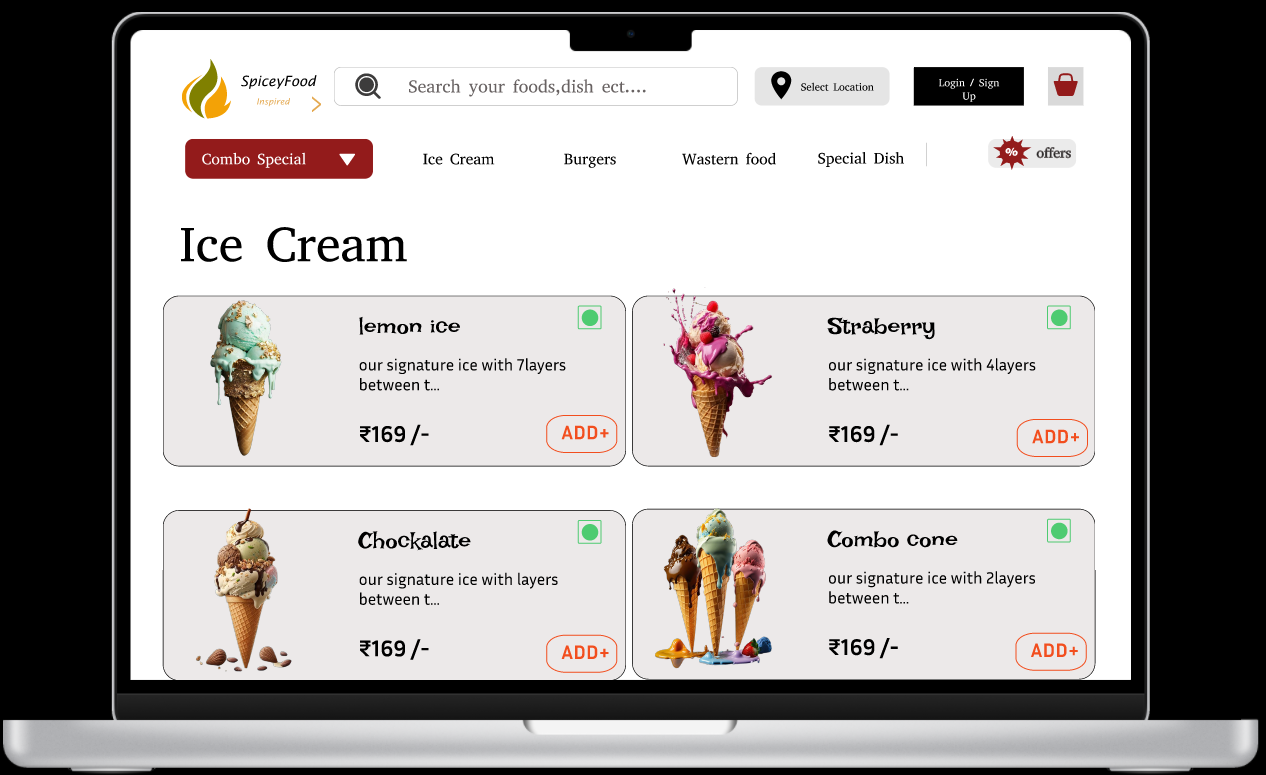 SpiceyFood
Inspired
Search your foods,dish ect....
Select Location
Login / Sign
Up
Combo Special
Ice Cream
Burgers
Wastern food
Special Dish
%
offers
Ice Cream
lemon ice
our signature ice with 7layers
between t...
₹169 /-
ADD+
Straberry
our signature ice with 4layers
between t...
₹169 /-
ADD+
Chockalate
our signature ice with layers
between t...
₹169 /-
ADD+
Combo cone
our signature ice with 2layers
between t...
₹169 /-
ADD+